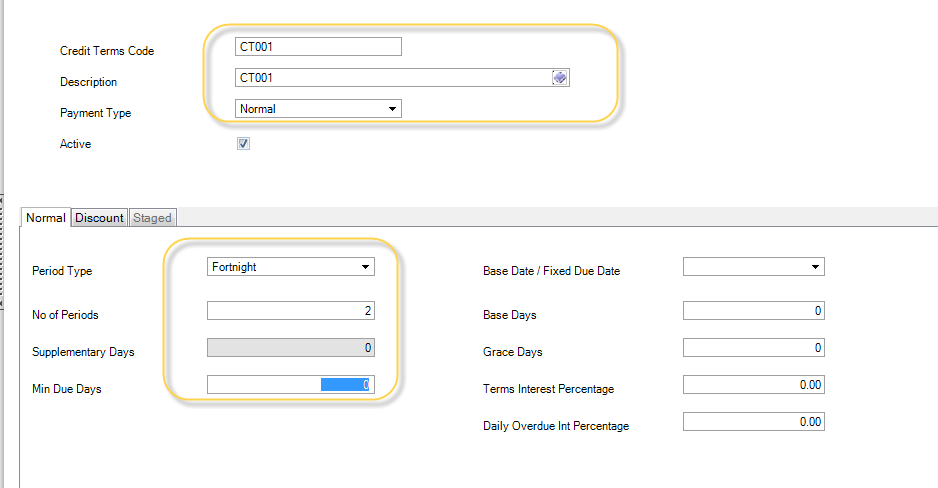 Credit Terms Code CT001
Description CT001
Payment Type Normal
Active
Normal Discount Staged
Period Type Fortnight Base Date / Fixed Due Date
No of Periods 2 Base Days 0
Supplementary Days 0 Grace Days 0
Min Due Days 0 Terms Interest Percentage 0.00
Daily Overdue Int Percentage 0.00